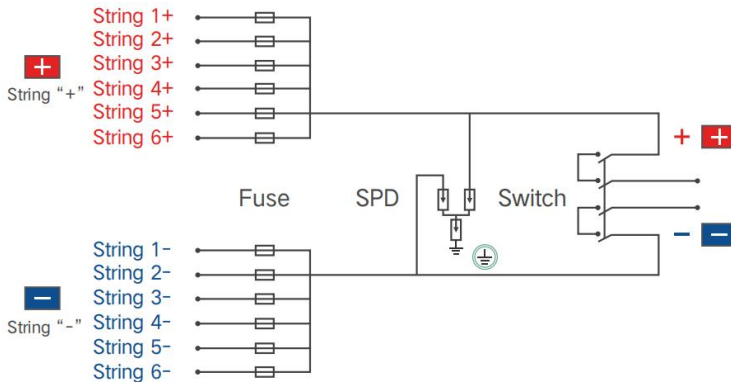 String 1+
String 2+
String 3+
+
String "+"
String 4+
String 5+
String 6+
+ +
Fuse SPD Switch
String 1-
String 2-
String 3-
-
String "-"
String 4-
String 5-
String 6-
- -